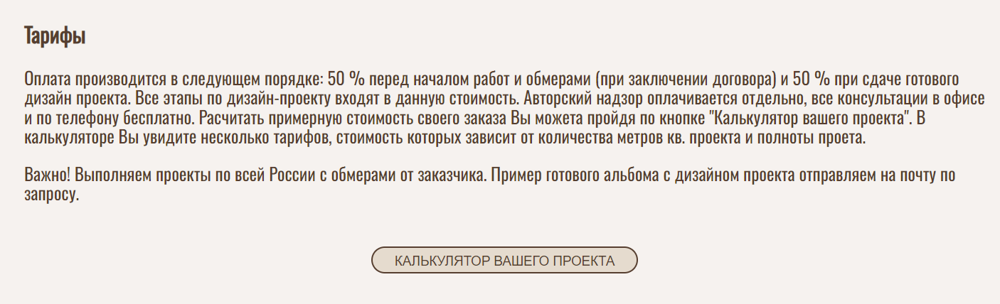 Тарифы
Оплата производится в следующем порядке: 50 % перед началом работ и обмерами (при заключении договора) и 50 % при сдаче готового
дизайн проекта. Все этапы по дизайн-проекту входят в данную стоимость. Авторский надзор оплачивается отдельно, все консультации в офисе
и по телефону бесплатно. Расчитать примерную стоимость своего заказа Вы можета пройдя по кнопке "Калькулятор вашего проекта". В
калькуляторе Вы увидите несколько тарифов, стоимость которых зависит от количества метров кв. проекта и полноты проета.
Важно! Выполняем проекты по всей России с обмерами от заказчика. Пример готового альбома с дизайном проекта отправляем на почту по
запросу.
КАЛЬКУЛЯТОР ВАШЕГО ПРОЕКТА